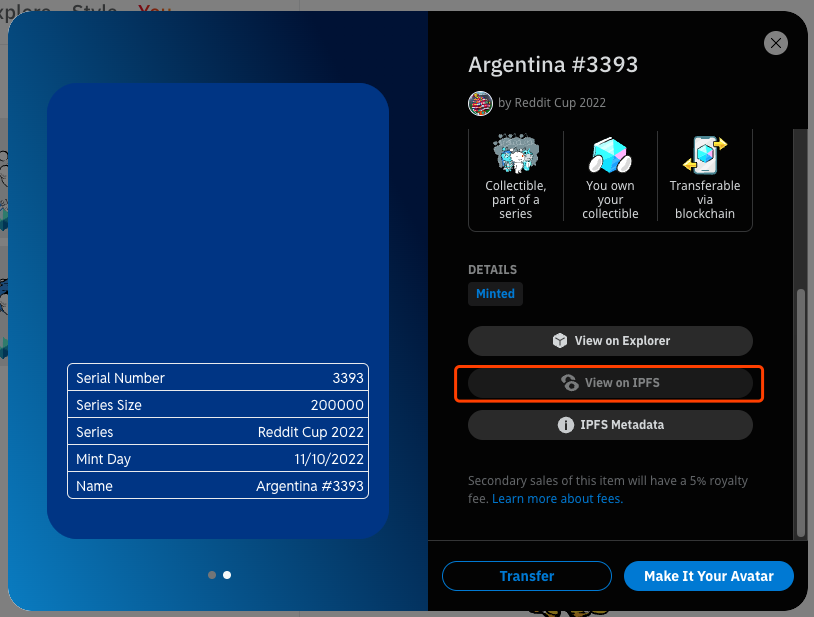 Explore Style You
Argentina #3393
by Reddit Cup 2022
Collectible,
part of a
series
You own
your
collectible
Transferable
via
blockchain
DETAILS
Minted
View on Explorer
View on IPFS
IPFS Metadata
Secondary sales of this item will have a 5% royalty
fee. Learn more about fees.
Transfer
Make It Your Avatar
Serial Number 3393
Series Size 200000
Series Reddit Cup 2022
Mint Day 11/10/2022
Name Argentina #3393